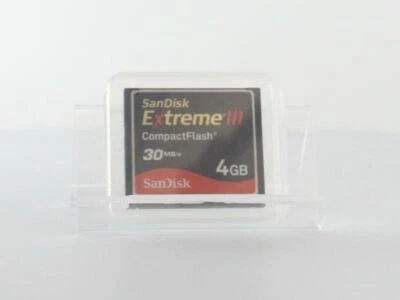 SanDisk
Extreme III
CompactFlash®
30MB/s
4GB
SanDisk